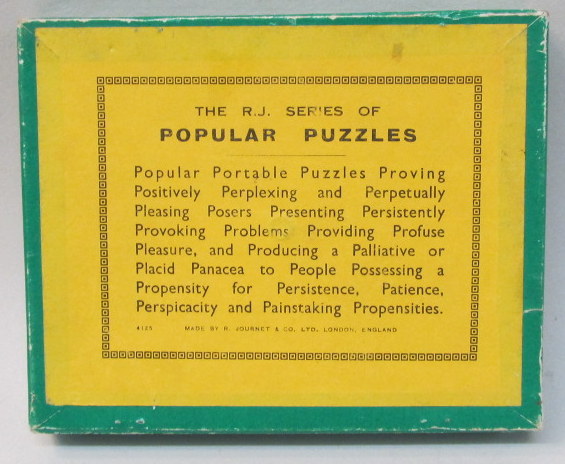 THE R.J. SERIES OF
POPULAR PUZZLES
Popular Portable Puzzles Proving
Positively Perplexing and Perpetually
Pleasing Posers Presenting Persistently
Provoking Problems Providing Profuse
Pleasure, and Producing a Palliative or
Placid Panacea to People Possessing a
Propensity for Persistence, Patience,
Perspicacity and Painstaking Propensities.
4125 MADE BY R. JOURNET & CO. LTD. LONDON, ENGLAND